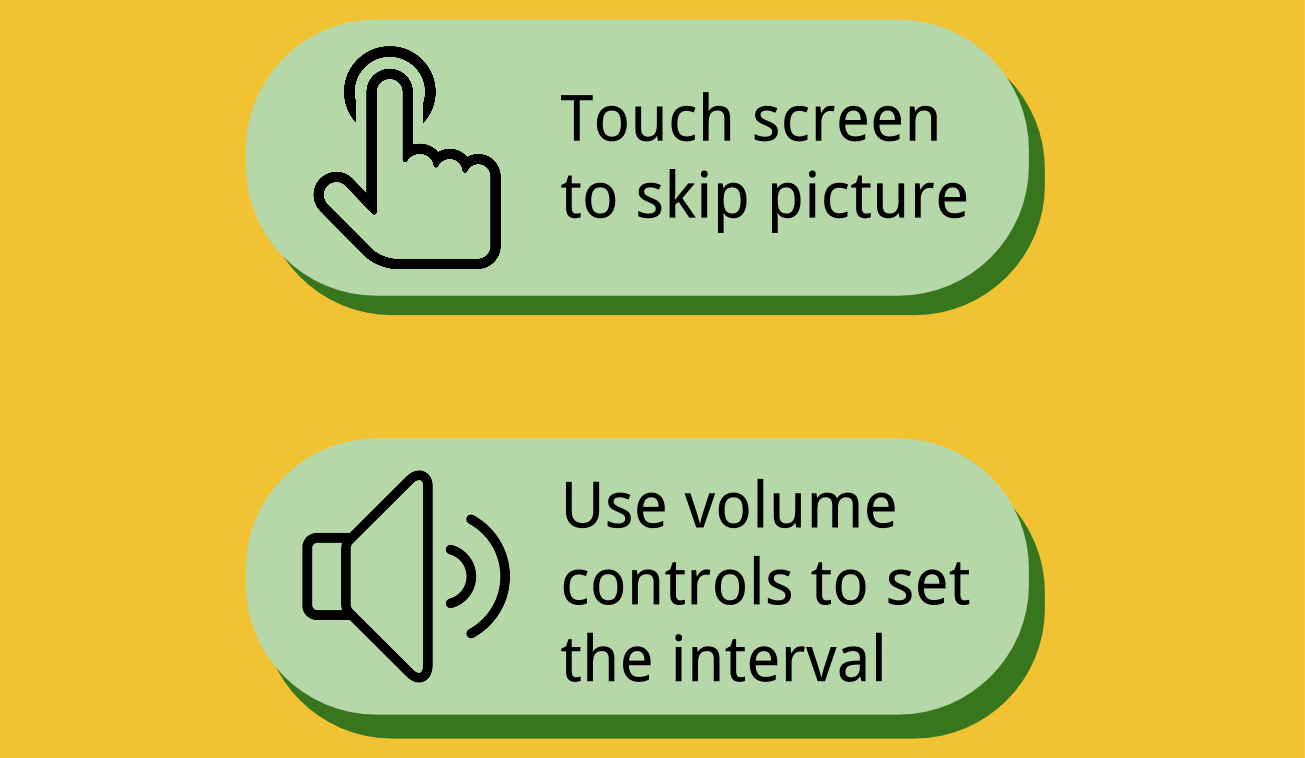 Touch screen
to skip picture
Use volume
controls to set
the interval